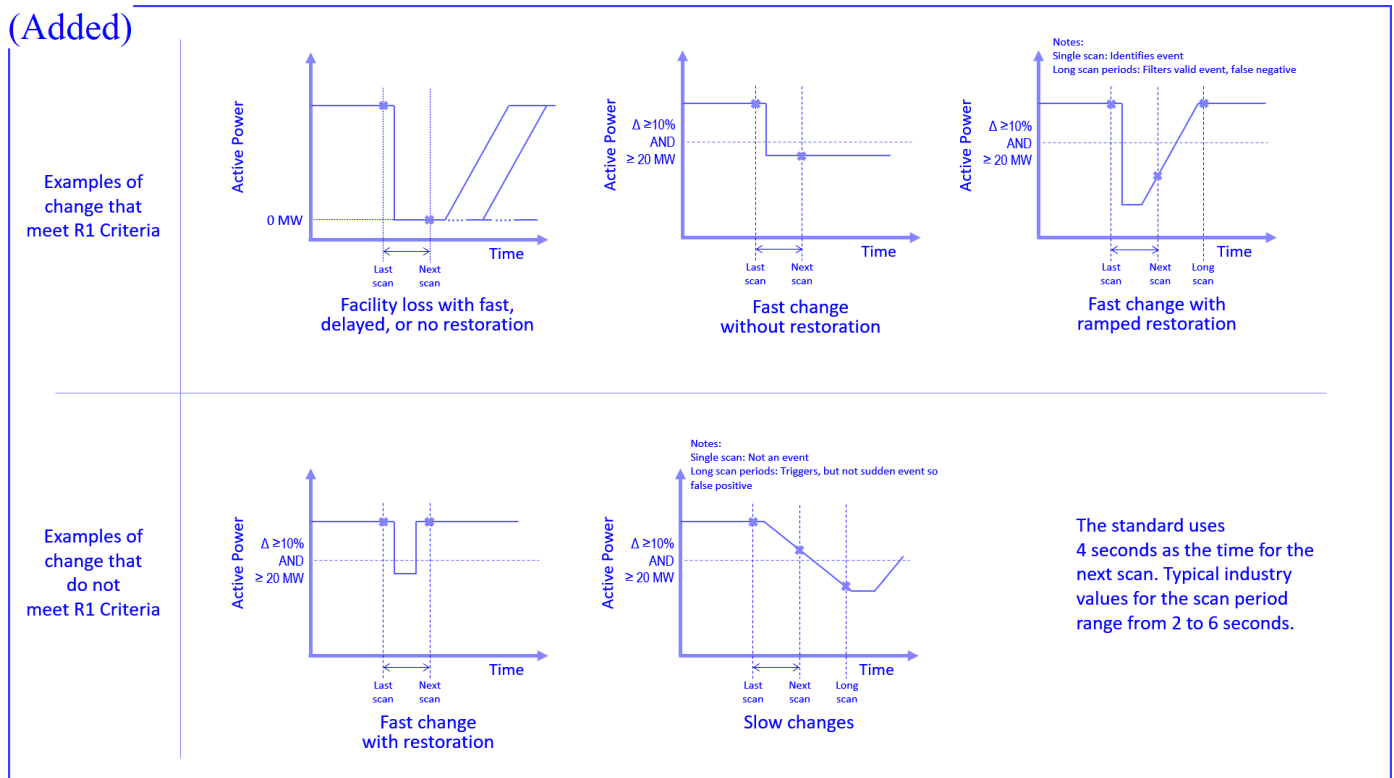 (Added)
Examples of
change that
meet R1 Criteria
Active Power
0 MW
Time
Last
scan
Next
scan
Facility loss with fast,
delayed, or no restoration
Active Power
Δ ≥10%
AND
≥ 20 MW
Time
Last
scan
Next
scan
Fast change
without restoration
Notes:
Single scan: Identifies event
Long scan periods: Filters valid event, false negative
Active Power
Δ ≥10%
AND
≥ 20 MW
Time
Last
scan
Next
scan
Long
scan
Fast change with
ramped restoration
Examples of
change that
do not
meet R1 Criteria
Active Power
Δ ≥10%
AND
≥ 20 MW
Time
Last
scan
Next
scan
Fast change
with restoration
Notes:
Single scan: Not an event
Long scan periods: Triggers, but not sudden event so
false positive
Active Power
Δ ≥10%
AND
≥ 20 MW
Time
Last
scan
Next
scan
Long
scan
Slow changes
The standard uses
4 seconds as the time for the
next scan. Typical industry
values for the scan period
range from 2 to 6 seconds.